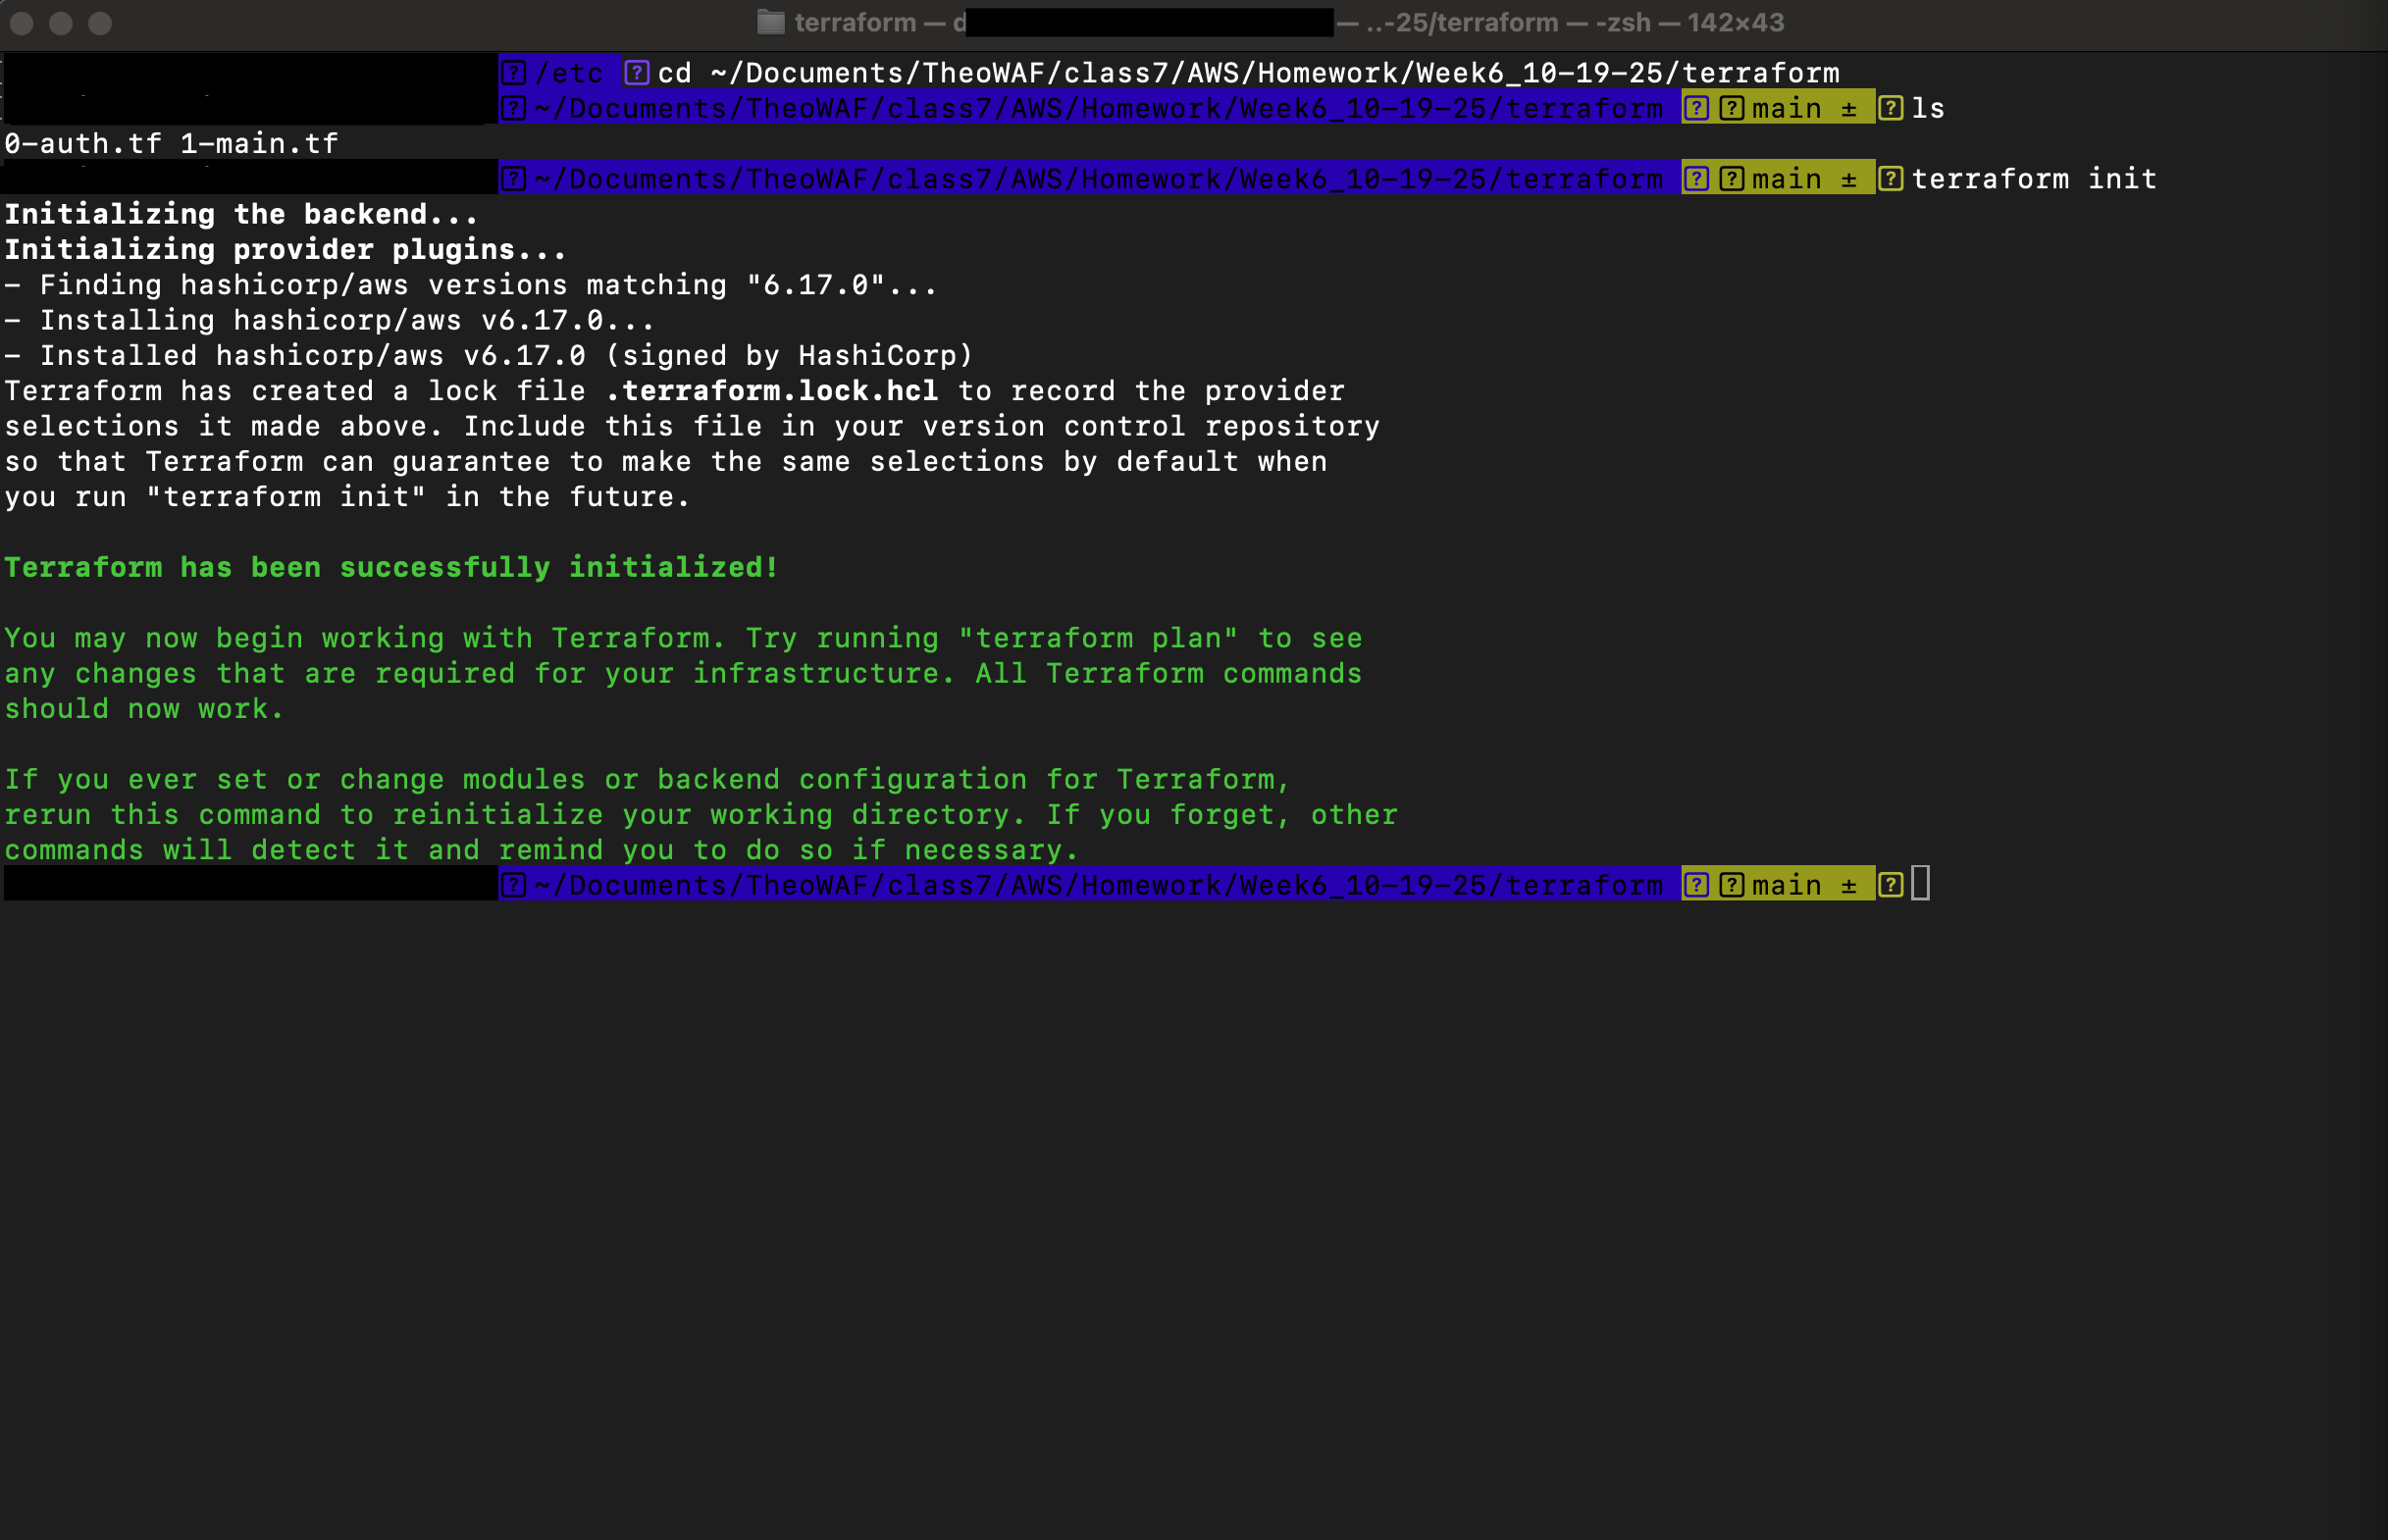 terraform — d — ..-25/terraform — -zsh — 142×43
/etc cd ~/Documents/TheoWAF/class7/AWS/Homework/Week6_10-19-25/terraform
~/Documents/TheoWAF/class7/AWS/Homework/Week6_10-19-25/terraform main ± ls
0-auth.tf 1-main.tf
~/Documents/TheoWAF/class7/AWS/Homework/Week6_10-19-25/terraform main ± terraform init
Initializing the backend...
Initializing provider plugins...
- Finding hashicorp/aws versions matching "6.17.0"...
- Installing hashicorp/aws v6.17.0...
- Installed hashicorp/aws v6.17.0 (signed by HashiCorp)
Terraform has created a lock file .terraform.lock.hcl to record the provider
selections it made above. Include this file in your version control repository
so that Terraform can guarantee to make the same selections by default when
you run "terraform init" in the future.
Terraform has been successfully initialized!
You may now begin working with Terraform. Try running "terraform plan" to see
any changes that are required for your infrastructure. All Terraform commands
should now work.
If you ever set or change modules or backend configuration for Terraform,
rerun this command to reinitialize your working directory. If you forget, other
commands will detect it and remind you to do so if necessary.
~/Documents/TheoWAF/class7/AWS/Homework/Week6_10-19-25/terraform main ±